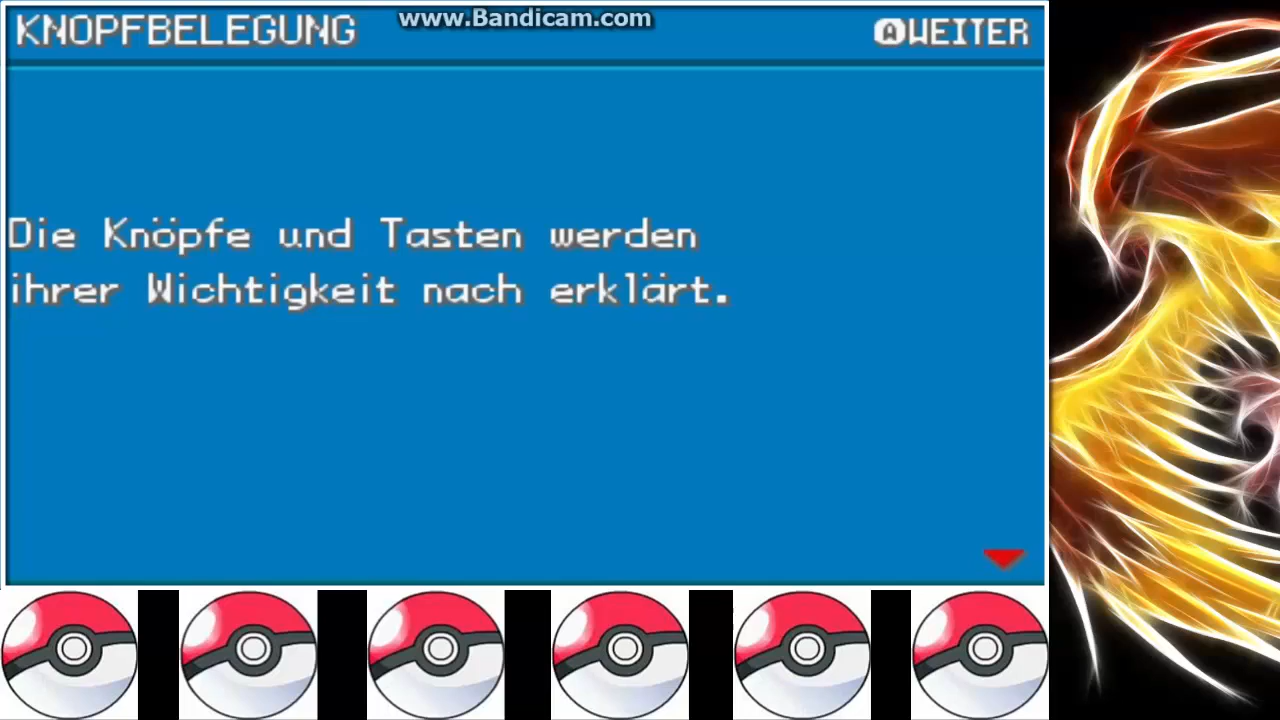 www.Bandicam.com
KNOPFBELEGUNG
ⒶWEITER
Die Knöpfe und Tasten werden
ihrer Wichtigkeit nach erklärt.